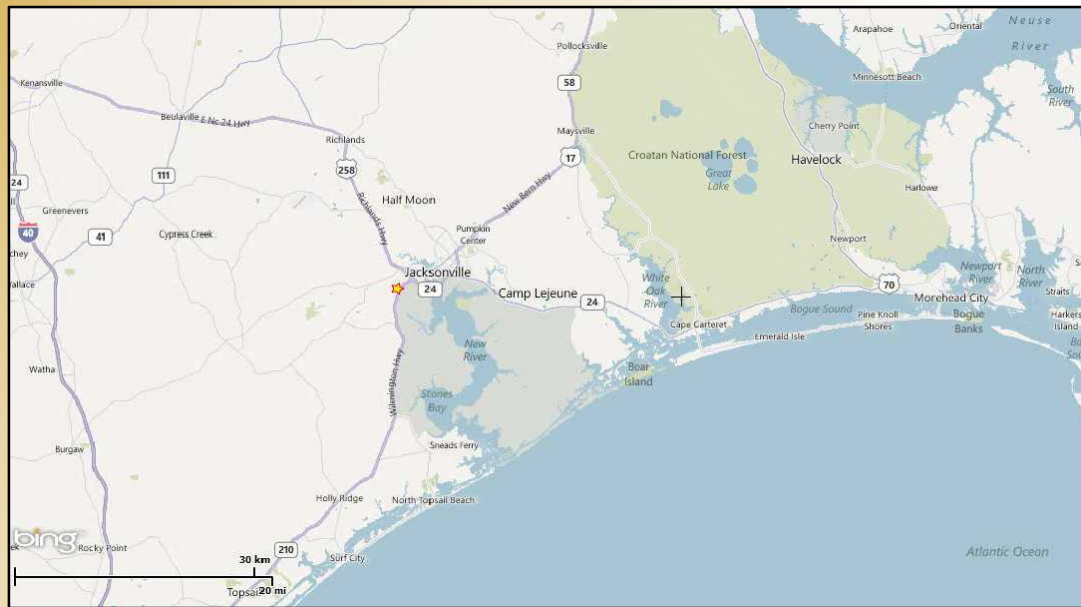 Neuse
River
Arapahoe
Oriental
Pollocksville
Minnesott Beach
Kenansville
58
South
River
Beulaville
E Nc 24 Hwy
Cherry Point
Maysville
Richlands
Croatan National Forest
Havelock
17
Great
Lake
258
111
24
Harlowe
Richlands Hwy
Half Moon
New Bern Hwy
Greenevers
Pumpkin
Center
40
41
Cypress Creek
Newport
Jacksonville
White
Oak
River
Newport
River
North
River
24
Camp Lejeune
24
70
Morehead City
Straits
Bogue Sound
Pine Knoll
Shores
Bogue
Banks
Harkers
Island
Cape Carteret
Emerald Isle
New
River
Bear
Island
Watha
Wilmington Hwy
Stones
Bay
Burgaw
Sneads Ferry
Holly Ridge
North Topsail Beach
bing
Rocky Point
210
Surf City
Atlantic Ocean
30 km
20 mi